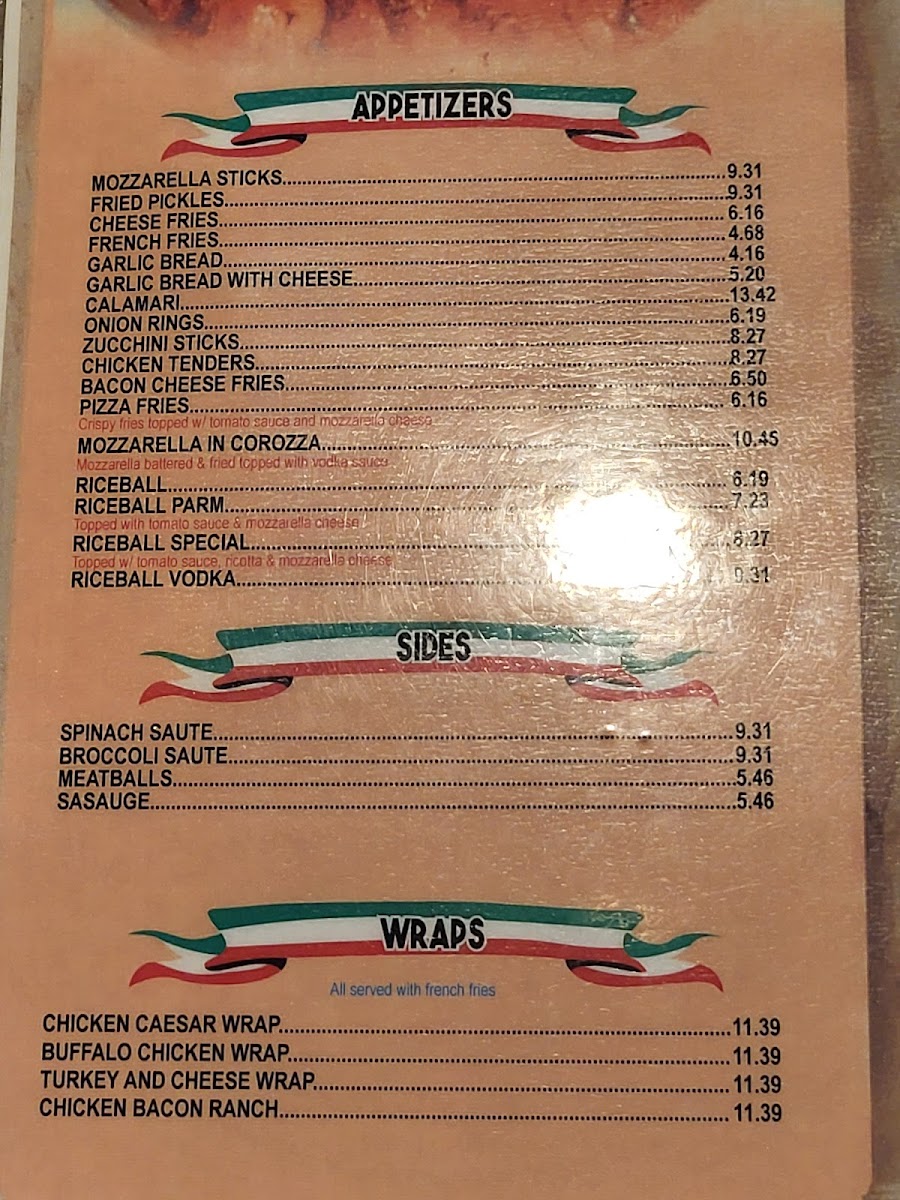 APPETIZERS
MOZZARELLA STICKS 9.31
FRIED PICKLES 9.31
CHEESE FRIES 6.16
FRENCH FRIES 4.68
GARLIC BREAD 4.16
GARLIC BREAD WITH CHEESE 5.20
CALAMARI 13.42
ONION RINGS 6.19
ZUCCHINI STICKS 8.27
CHICKEN TENDERS 8.27
BACON CHEESE FRIES 6.50
PIZZA FRIES 6.16
Crispy fries topped w/ tomato sauce and mozzarella cheese
MOZZARELLA IN COROZZA 10.45
Mozzarella battered & fried topped with vodka sauce
RICEBALL 6.19
RICEBALL PARM 7.23
Topped with tomato sauce & mozzarella cheese
RICEBALL SPECIAL 8.27
Topped w/ tomato sauce, ricotta & mozzarella cheese
RICEBALL VODKA 9.31
SIDES
SPINACH SAUTE 9.31
BROCCOLI SAUTE 9.31
MEATBALLS 5.46
SASAUGE 5.46
WRAPS
All served with french fries
CHICKEN CAESAR WRAP 11.39
BUFFALO CHICKEN WRAP 11.39
TURKEY AND CHEESE WRAP 11.39
CHICKEN BACON RANCH 11.39